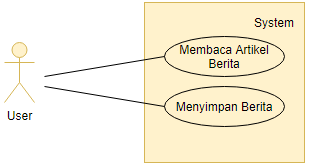 System
Membaca Artikel
Berita
Menyimpan Berita
User